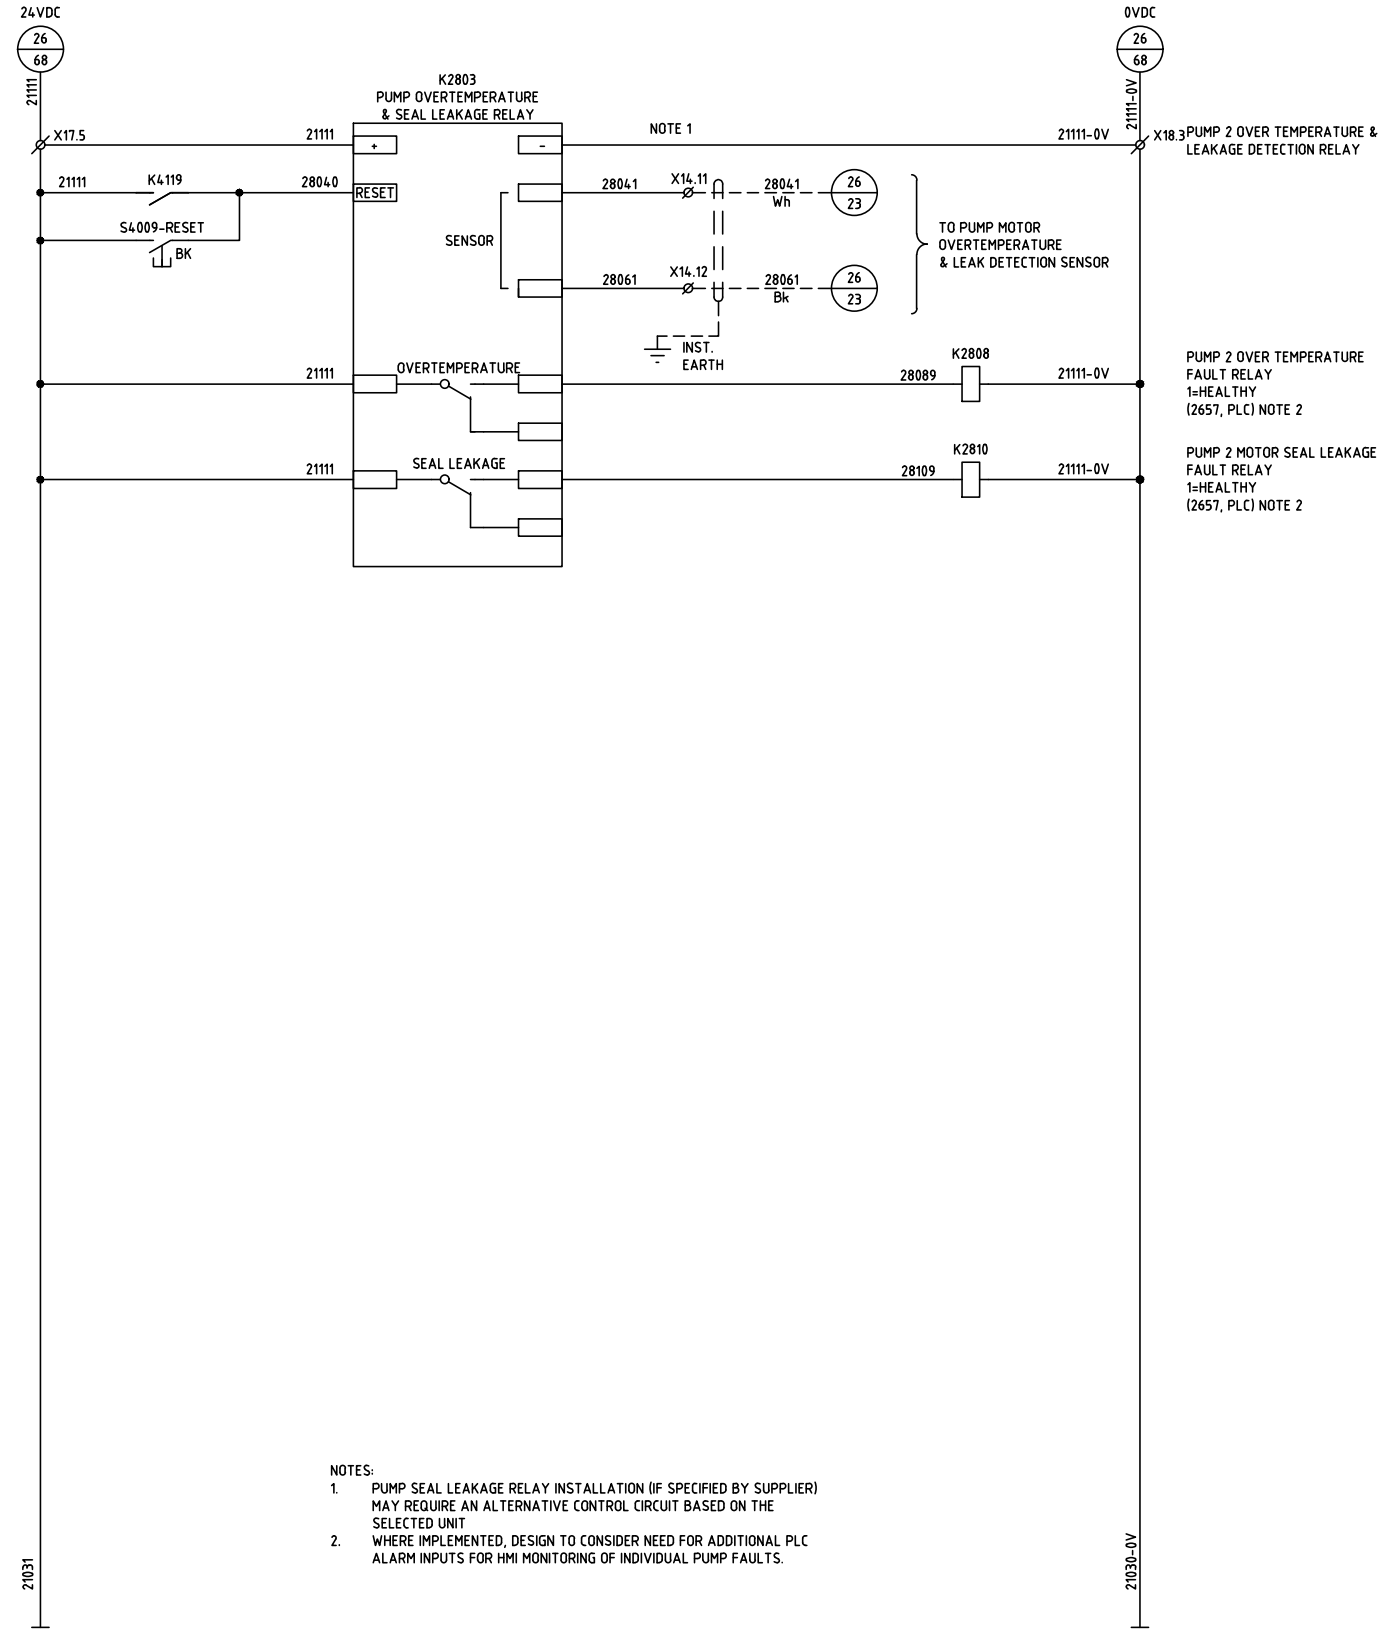 24VDC
26
68
21111
0VDC
26
68
21111-0V
K2803
PUMP OVERTEMPERATURE
& SEAL LEAKAGE RELAY
X17.5
21111
+
-
NOTE 1
21111-0V
X18.3
PUMP 2 OVER TEMPERATURE &
LEAKAGE DETECTION RELAY
21111
K4119
28040
RESET
S4009-RESET
BK
SENSOR
28041
X14.11
28041
Wh
26
23
28061
X14.12
28061
Bk
26
23
TO PUMP MOTOR
OVERTEMPERATURE
& LEAK DETECTION SENSOR
INST.
EARTH
21111
OVERTEMPERATURE
28089
K2808
21111-0V
PUMP 2 OVER TEMPERATURE
FAULT RELAY
1=HEALTHY
(2657, PLC) NOTE 2
21111
SEAL LEAKAGE
28109
K2810
21111-0V
PUMP 2 MOTOR SEAL LEAKAGE
FAULT RELAY
1=HEALTHY
(2657, PLC) NOTE 2
NOTES:
1. PUMP SEAL LEAKAGE RELAY INSTALLATION (IF SPECIFIED BY SUPPLIER)
MAY REQUIRE AN ALTERNATIVE CONTROL CIRCUIT BASED ON THE
SELECTED UNIT
2. WHERE IMPLEMENTED, DESIGN TO CONSIDER NEED FOR ADDITIONAL PLC
ALARM INPUTS FOR HMI MONITORING OF INDIVIDUAL PUMP FAULTS.
21031
21030-0V